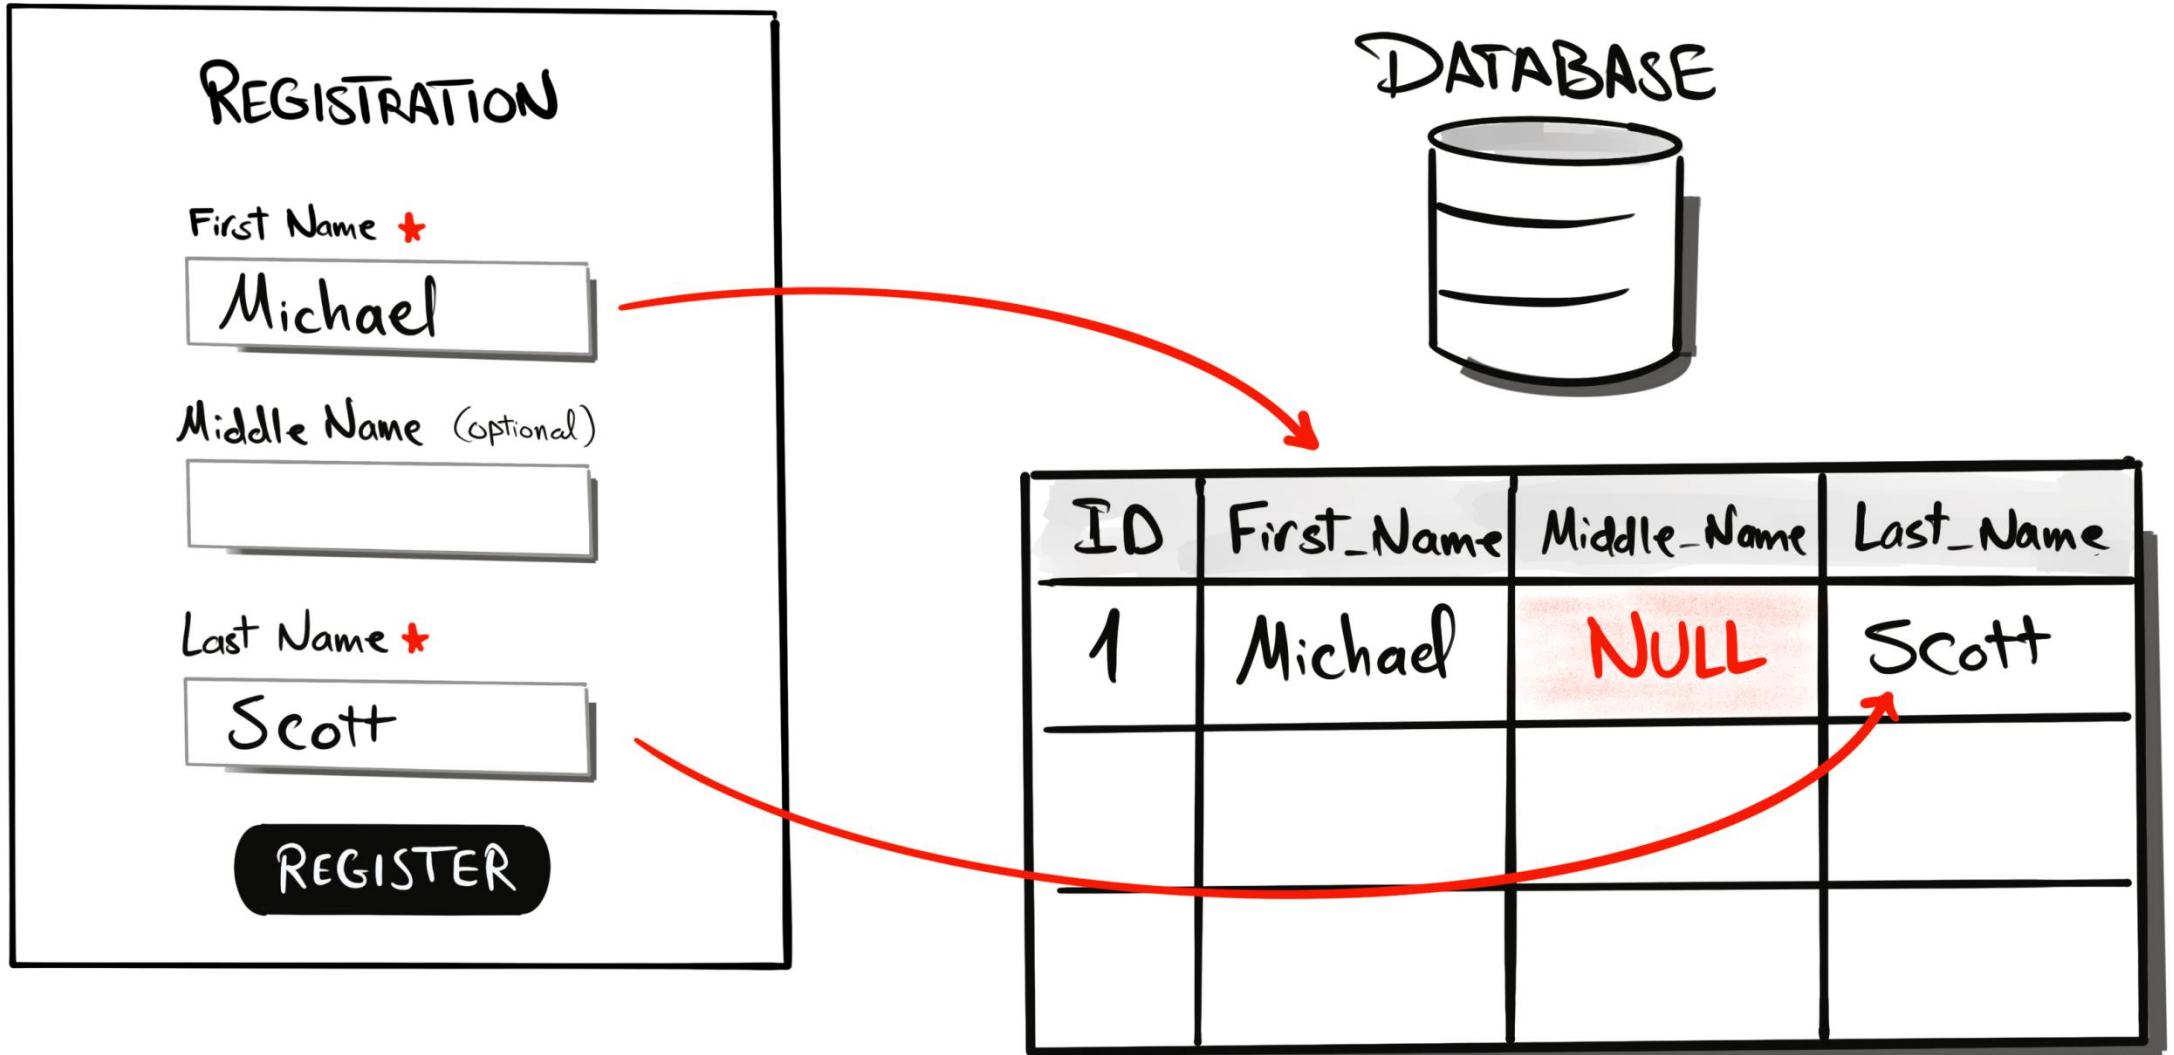 REGISTRATION
First Name *
Michael
Middle Name (optional)
Last Name *
Scott
REGISTER
DATABASE
ID First_Name Middle_Name Last_Name
1 Michael NULL Scott